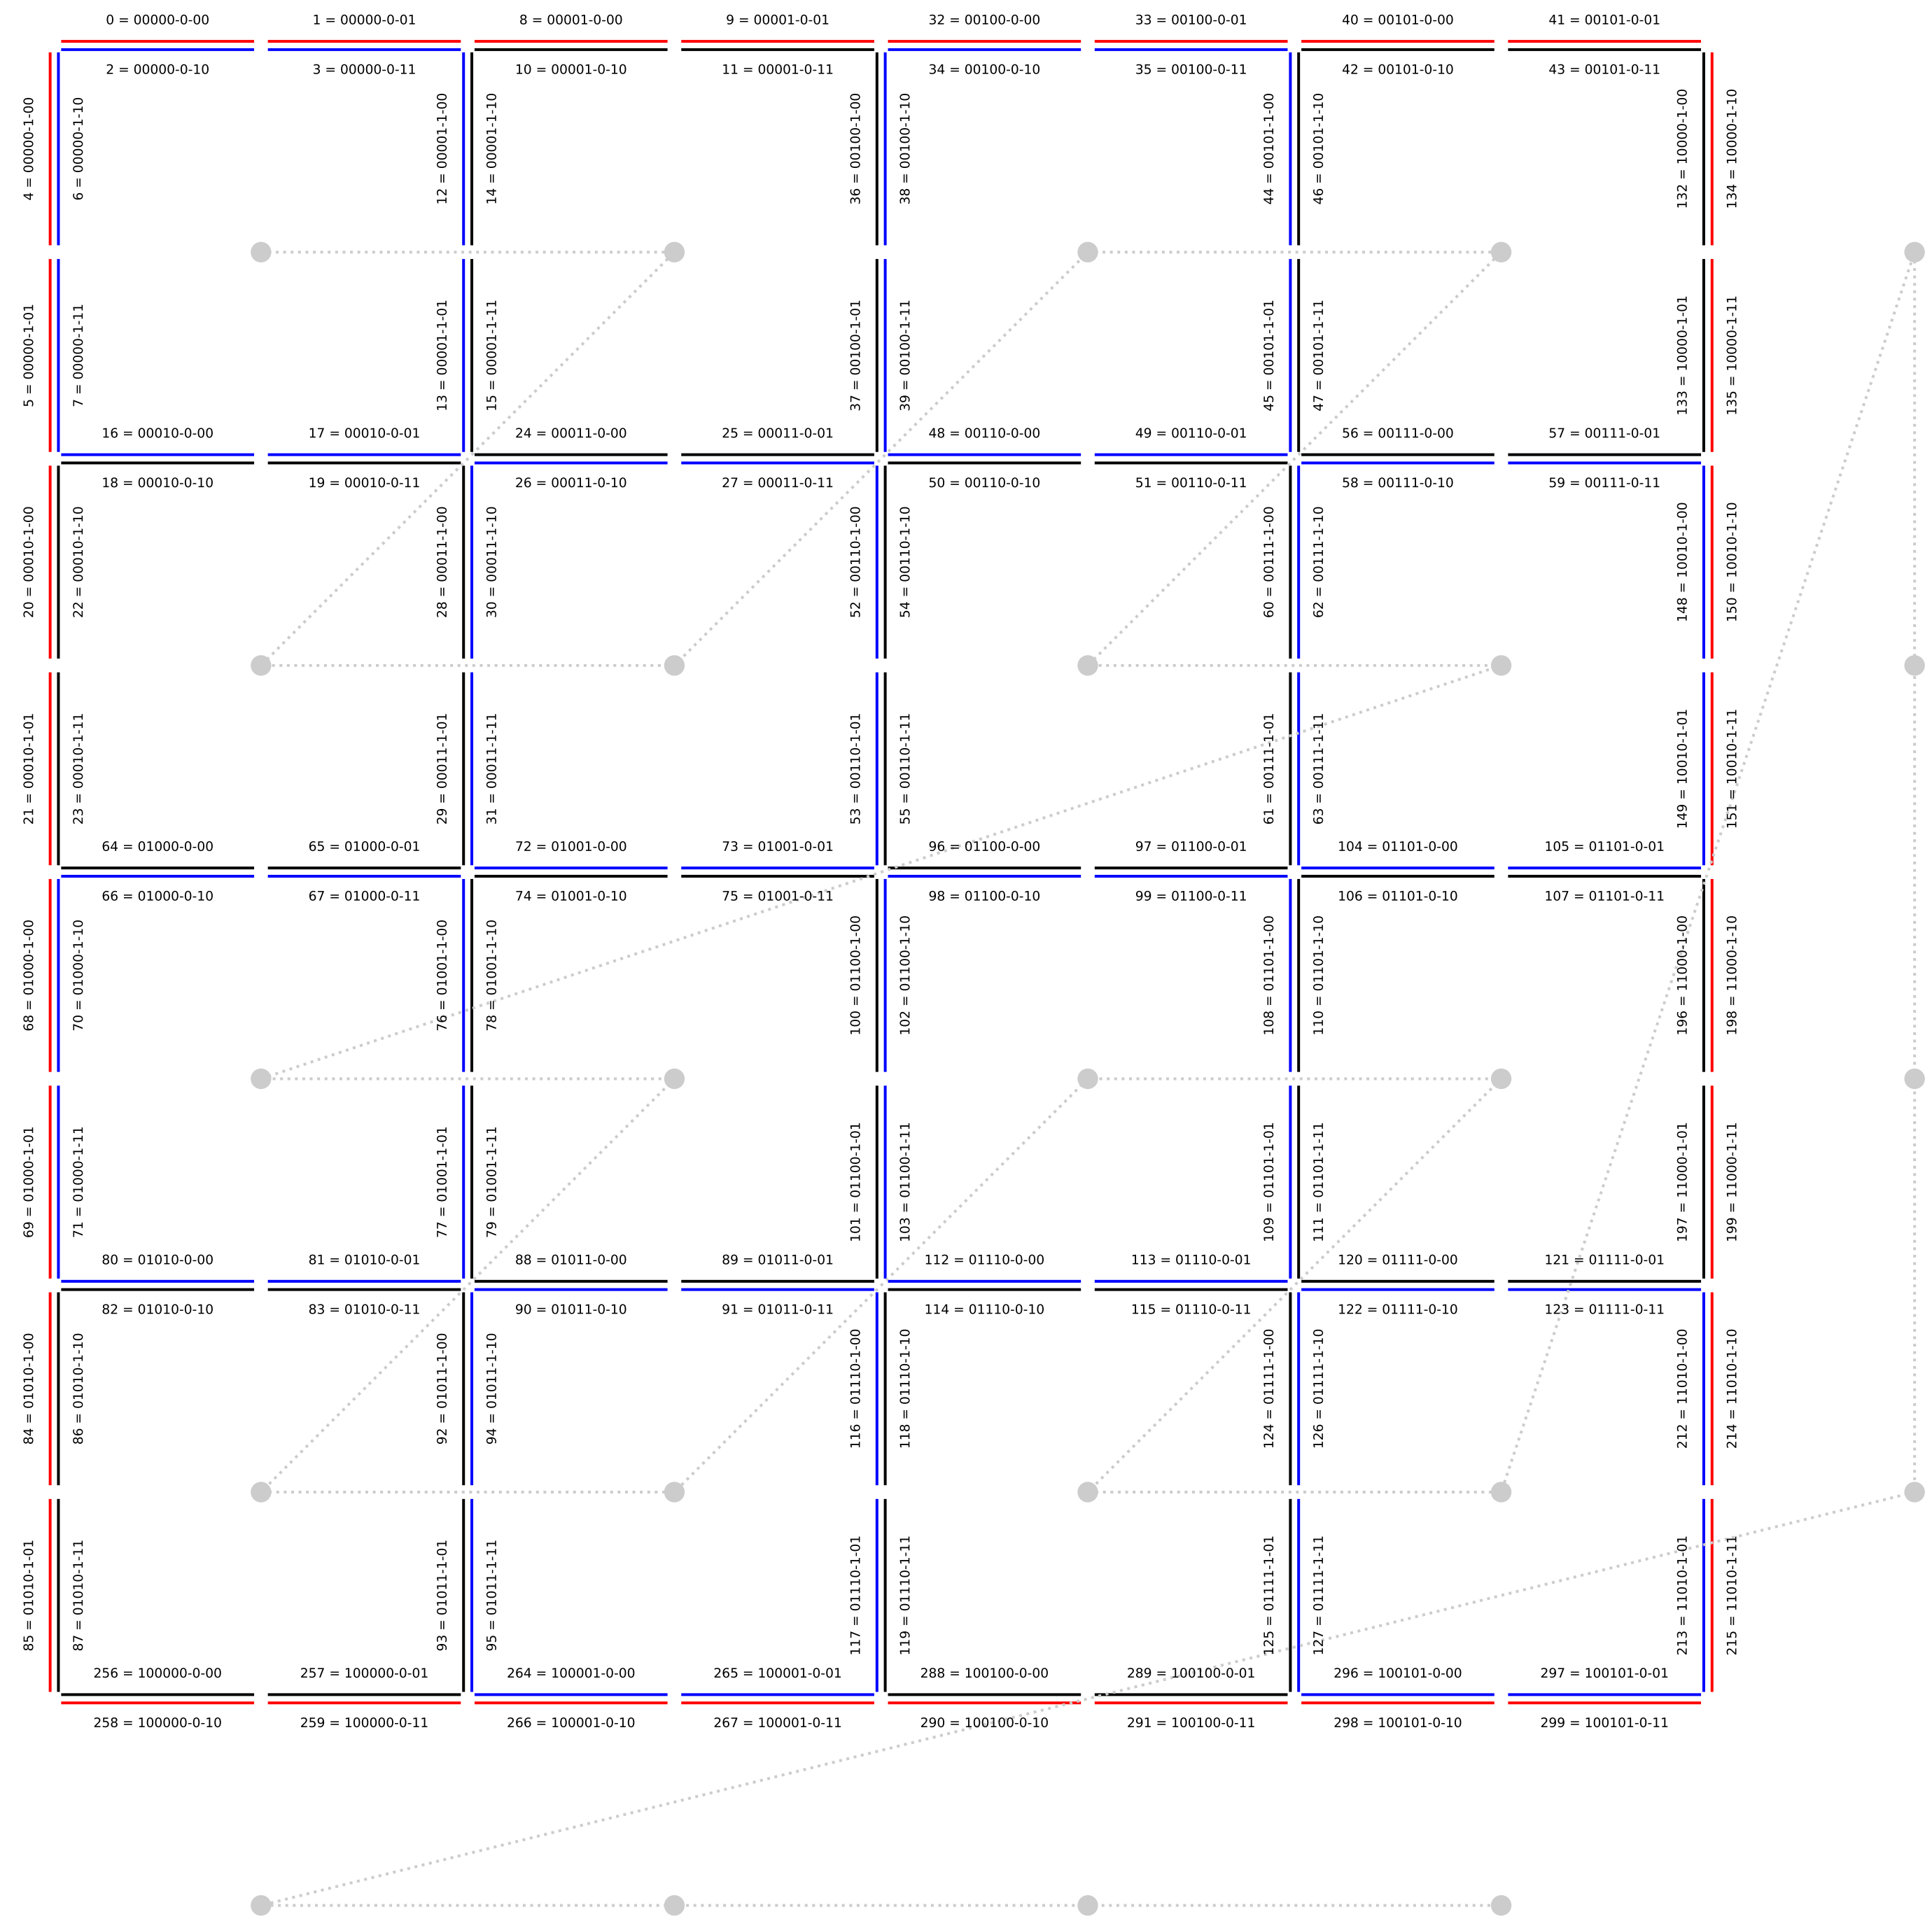 0 = 00000-0-00
1 = 00000-0-01
8 = 00001-0-00
9 = 00001-0-01
32 = 00100-0-00
33 = 00100-0-01
40 = 00101-0-00
41 = 00101-0-01
2 = 00000-0-10
3 = 00000-0-11
10 = 00001-0-10
11 = 00001-0-11
34 = 00100-0-10
35 = 00100-0-11
42 = 00101-0-10
43 = 00101-0-11
4 = 00000-1-00
6 = 00000-1-10
12 = 00001-1-00
14 = 00001-1-10
36 = 00100-1-00
38 = 00100-1-10
44 = 00101-1-00
46 = 00101-1-10
132 = 10000-1-00
134 = 10000-1-10
5 = 00000-1-01
7 = 00000-1-11
13 = 00001-1-01
15 = 00001-1-11
37 = 00100-1-01
39 = 00100-1-11
45 = 00101-1-01
47 = 00101-1-11
133 = 10000-1-01
135 = 10000-1-11
16 = 00010-0-00
17 = 00010-0-01
24 = 00011-0-00
25 = 00011-0-01
48 = 00110-0-00
49 = 00110-0-01
56 = 00111-0-00
57 = 00111-0-01
18 = 00010-0-10
19 = 00010-0-11
26 = 00011-0-10
27 = 00011-0-11
50 = 00110-0-10
51 = 00110-0-11
58 = 00111-0-10
59 = 00111-0-11
20 = 00010-1-00
22 = 00010-1-10
28 = 00011-1-00
30 = 00011-1-10
52 = 00110-1-00
54 = 00110-1-10
60 = 00111-1-00
62 = 00111-1-10
148 = 10010-1-00
150 = 10010-1-10
21 = 00010-1-01
23 = 00010-1-11
29 = 00011-1-01
31 = 00011-1-11
53 = 00110-1-01
55 = 00110-1-11
61 = 00111-1-01
63 = 00111-1-11
149 = 10010-1-01
151 = 10010-1-11
64 = 01000-0-00
65 = 01000-0-01
72 = 01001-0-00
73 = 01001-0-01
96 = 01100-0-00
97 = 01100-0-01
104 = 01101-0-00
105 = 01101-0-01
66 = 01000-0-10
67 = 01000-0-11
74 = 01001-0-10
75 = 01001-0-11
98 = 01100-0-10
99 = 01100-0-11
106 = 01101-0-10
107 = 01101-0-11
68 = 01000-1-00
70 = 01000-1-10
76 = 01001-1-00
78 = 01001-1-10
100 = 01100-1-00
102 = 01100-1-10
108 = 01101-1-00
110 = 01101-1-10
196 = 11000-1-00
198 = 11000-1-10
69 = 01000-1-01
71 = 01000-1-11
77 = 01001-1-01
79 = 01001-1-11
101 = 01100-1-01
103 = 01100-1-11
109 = 01101-1-01
111 = 01101-1-11
197 = 11000-1-01
199 = 11000-1-11
80 = 01010-0-00
81 = 01010-0-01
88 = 01011-0-00
89 = 01011-0-01
112 = 01110-0-00
113 = 01110-0-01
120 = 01111-0-00
121 = 01111-0-01
82 = 01010-0-10
83 = 01010-0-11
90 = 01011-0-10
91 = 01011-0-11
114 = 01110-0-10
115 = 01110-0-11
122 = 01111-0-10
123 = 01111-0-11
84 = 01010-1-00
86 = 01010-1-10
92 = 01011-1-00
94 = 01011-1-10
116 = 01110-1-00
118 = 01110-1-10
124 = 01111-1-00
126 = 01111-1-10
212 = 11010-1-00
214 = 11010-1-10
85 = 01010-1-01
87 = 01010-1-11
93 = 01011-1-01
95 = 01011-1-11
117 = 01110-1-01
119 = 01110-1-11
125 = 01111-1-01
127 = 01111-1-11
213 = 11010-1-01
215 = 11010-1-11
256 = 100000-0-00
257 = 100000-0-01
264 = 100001-0-00
265 = 100001-0-01
288 = 100100-0-00
289 = 100100-0-01
296 = 100101-0-00
297 = 100101-0-01
258 = 100000-0-10
259 = 100000-0-11
266 = 100001-0-10
267 = 100001-0-11
290 = 100100-0-10
291 = 100100-0-11
298 = 100101-0-10
299 = 100101-0-11